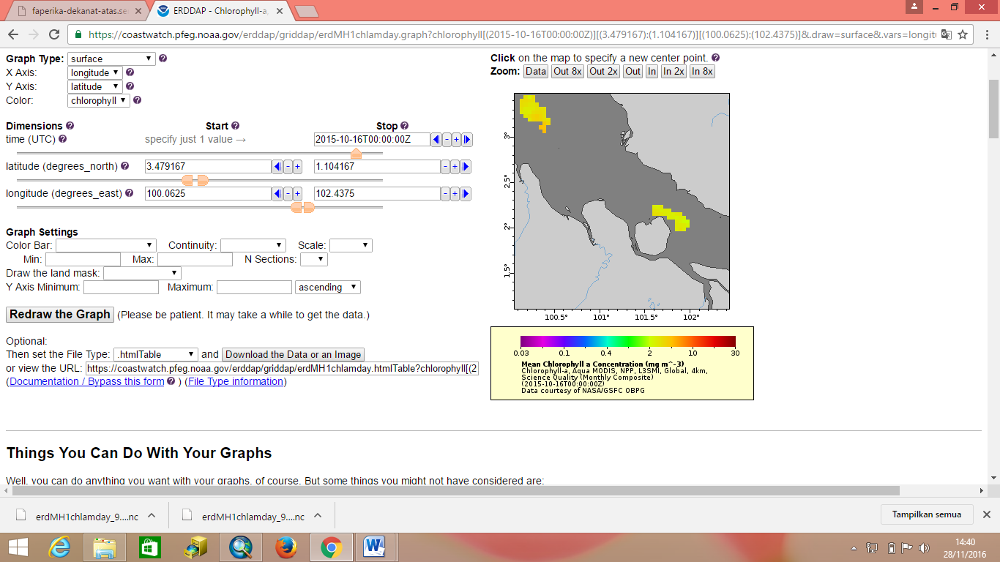 faperika-dekanat-atas.se
ERDDAP - Chlorophyll-a,
https://coastwatch.pfeg.noaa.gov/erddap/griddap/erdMH1chlamday.graph?chlorophyll[(2015-10-16T00:00:00Z)][(3.479167):(1.104167)][(100.0625):(102.4375)]&.draw=surface&.vars=longitu
Graph Type: surface
X Axis: longitude
Y Axis: latitude
Color: chlorophyll
Dimensions Start Stop
time (UTC) specify just 1 value → 2015-10-16T00:00:00Z - +
latitude (degrees_north) 3.479167 - + 1.104167 - +
longitude (degrees_east) 100.0625 - + 102.4375 - +
Graph Settings
Color Bar: Continuity: Scale:
Min: Max: N Sections:
Draw the land mask:
Y Axis Minimum: Maximum: ascending
Redraw the Graph (Please be patient. It may take a while to get the data.)
Optional:
Then set the File Type: .htmlTable and Download the Data or an Image
or view the URL: https://coastwatch.pfeg.noaa.gov/erddap/griddap/erdMH1chlamday.htmlTable?chlorophyll[(2
(Documentation / Bypass this form ) (File Type information)
Click on the map to specify a new center point.
Zoom: Data Out 8x Out 2x Out In In 2x In 8x
3°
2.5°
2°
1.5°
100.5° 101° 101.5° 102°
0.03 0.1 0.4 2 10 30
Mean Chlorophyll a Concentration (mg m^-3)
Chlorophyll-a, Aqua MODIS, NPP, L3SMI, Global, 4km,
Science Quality (Monthly Composite)
(2015-10-16T00:00:00Z)
Data courtesy of NASA/GSFC OBPG
Things You Can Do With Your Graphs
Well, you can do anything you want with your graphs, of course. But some things you might not have considered are:
erdMH1chlamday_9....nc
erdMH1chlamday_9....nc
Tampilkan semua
14:40
28/11/2016